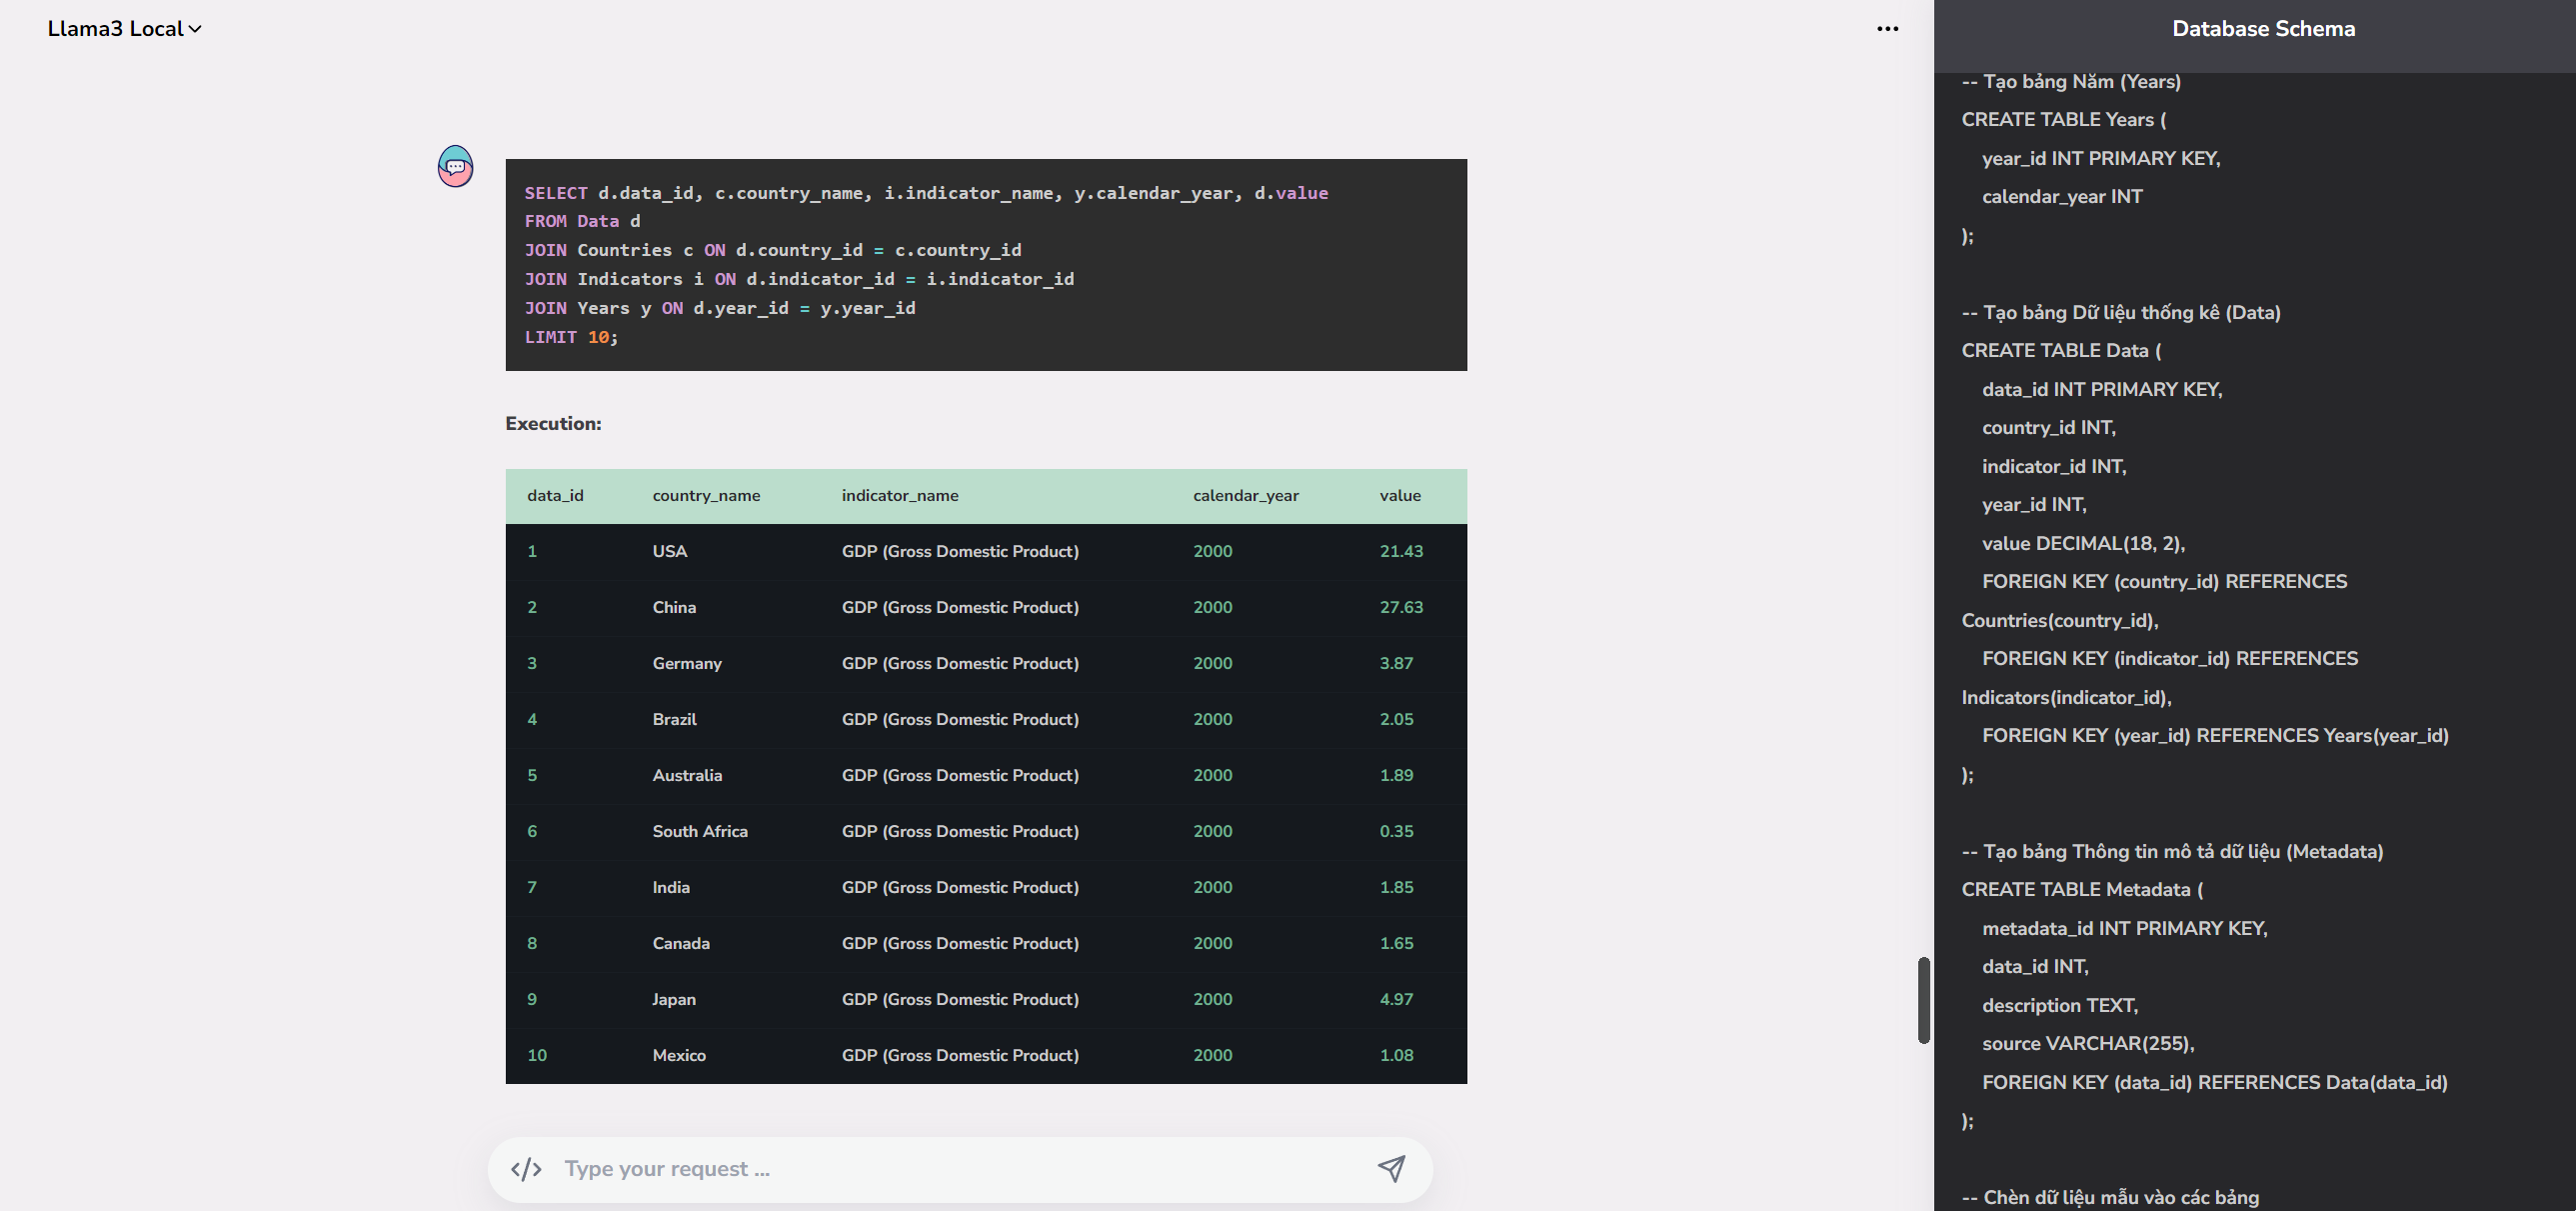 Llama3 Local
SELECT d.data_id, c.country_name, i.indicator_name, y.calendar_year, d.value
FROM Data d
JOIN Countries c ON d.country_id = c.country_id
JOIN Indicators i ON d.indicator_id = i.indicator_id
JOIN Years y ON d.year_id = y.year_id
LIMIT 10;
Execution:
data_id country_name indicator_name calendar_year value
1 USA GDP (Gross Domestic Product) 2000 21.43
2 China GDP (Gross Domestic Product) 2000 27.63
3 Germany GDP (Gross Domestic Product) 2000 3.87
4 Brazil GDP (Gross Domestic Product) 2000 2.05
5 Australia GDP (Gross Domestic Product) 2000 1.89
6 South Africa GDP (Gross Domestic Product) 2000 0.35
7 India GDP (Gross Domestic Product) 2000 1.85
8 Canada GDP (Gross Domestic Product) 2000 1.65
9 Japan GDP (Gross Domestic Product) 2000 4.97
10 Mexico GDP (Gross Domestic Product) 2000 1.08
Type your request ...
Database Schema
-- Tạo bảng Năm (Years)
CREATE TABLE Years (
year_id INT PRIMARY KEY,
calendar_year INT
);
-- Tạo bảng Dữ liệu thống kê (Data)
CREATE TABLE Data (
data_id INT PRIMARY KEY,
country_id INT,
indicator_id INT,
year_id INT,
value DECIMAL(18, 2),
FOREIGN KEY (country_id) REFERENCES
Countries(country_id),
FOREIGN KEY (indicator_id) REFERENCES
Indicators(indicator_id),
FOREIGN KEY (year_id) REFERENCES Years(year_id)
);
-- Tạo bảng Thông tin mô tả dữ liệu (Metadata)
CREATE TABLE Metadata (
metadata_id INT PRIMARY KEY,
data_id INT,
description TEXT,
source VARCHAR(255),
FOREIGN KEY (data_id) REFERENCES Data(data_id)
);
-- Chèn dữ liệu mẫu vào các bảng